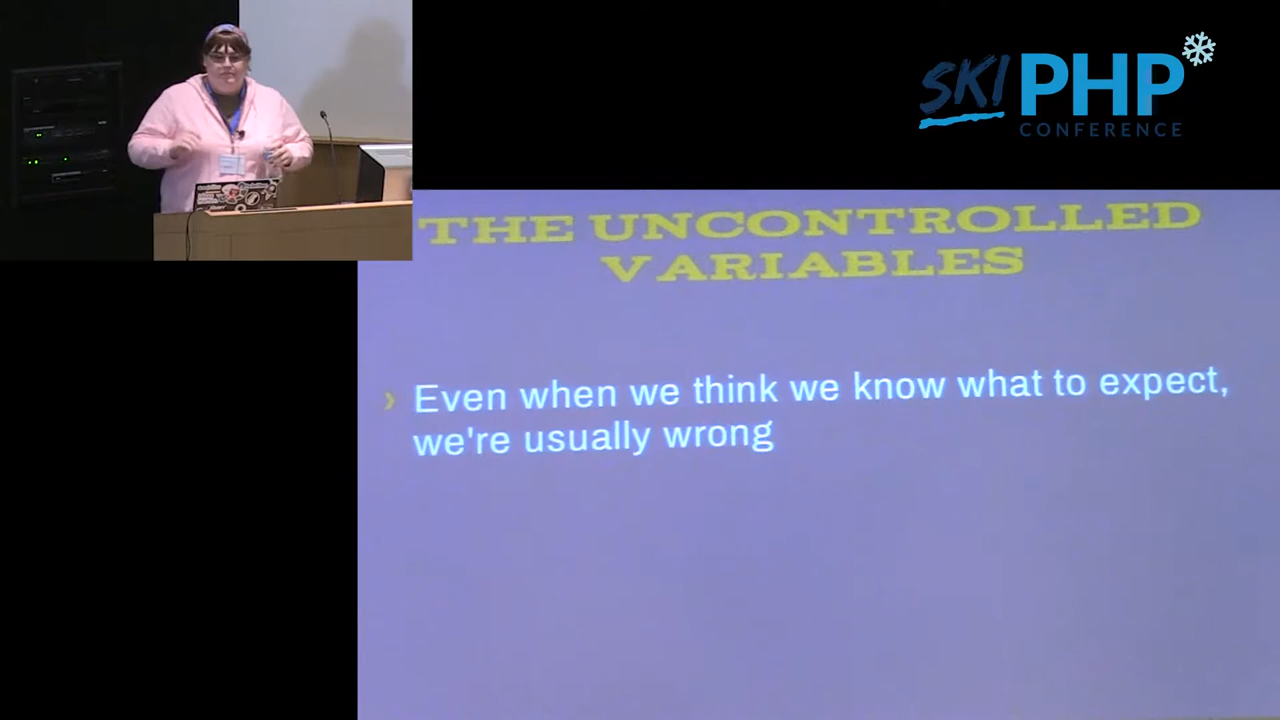 SKI PHP
CONFERENCE
THE UNCONTROLLED
VARIABLES
› Even when we think we know what to expect,
we're usually wrong